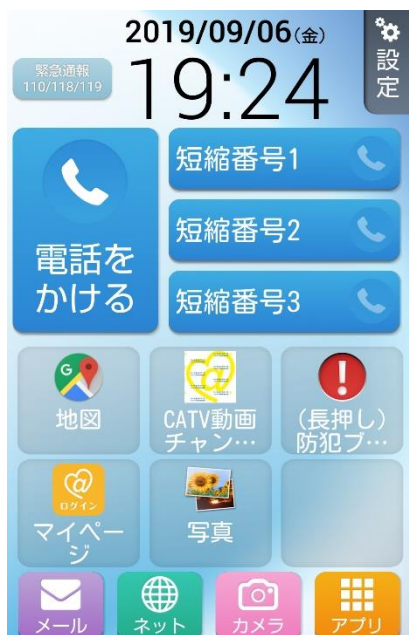 2019/09/06(金)
設定
緊急通報
110/118/119
19:24
電話を
かける
短縮番号1
短縮番号2
短縮番号3
G
地図
@
CATV動画
チャン…
!
(長押し)
防犯ブ…
@
ログイン
マイペー
ジ
写真
メール
ネット
カメラ
アプリ